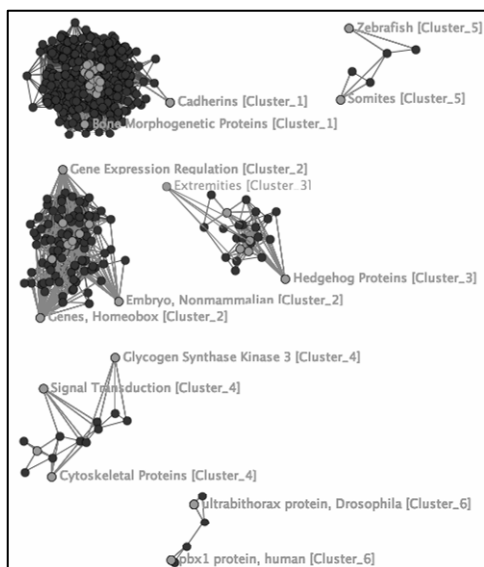 Zebrafish [Cluster_5]
Cadherins [Cluster_1]
Somites [Cluster_5]
Bone Morphogenetic Proteins [Cluster_1]
Gene Expression Regulation [Cluster_2]
Extremities [Cluster_3]
Hedgehog Proteins [Cluster_3]
Embryo, Nonmammalian [Cluster_2]
Genes, Homeobox [Cluster_2]
Glycogen Synthase Kinase 3 [Cluster_4]
Signal Transduction [Cluster_4]
Cytoskeletal Proteins [Cluster_4]
ultrabithorax protein, Drosophila [Cluster_6]
pbx1 protein, human [Cluster_6]